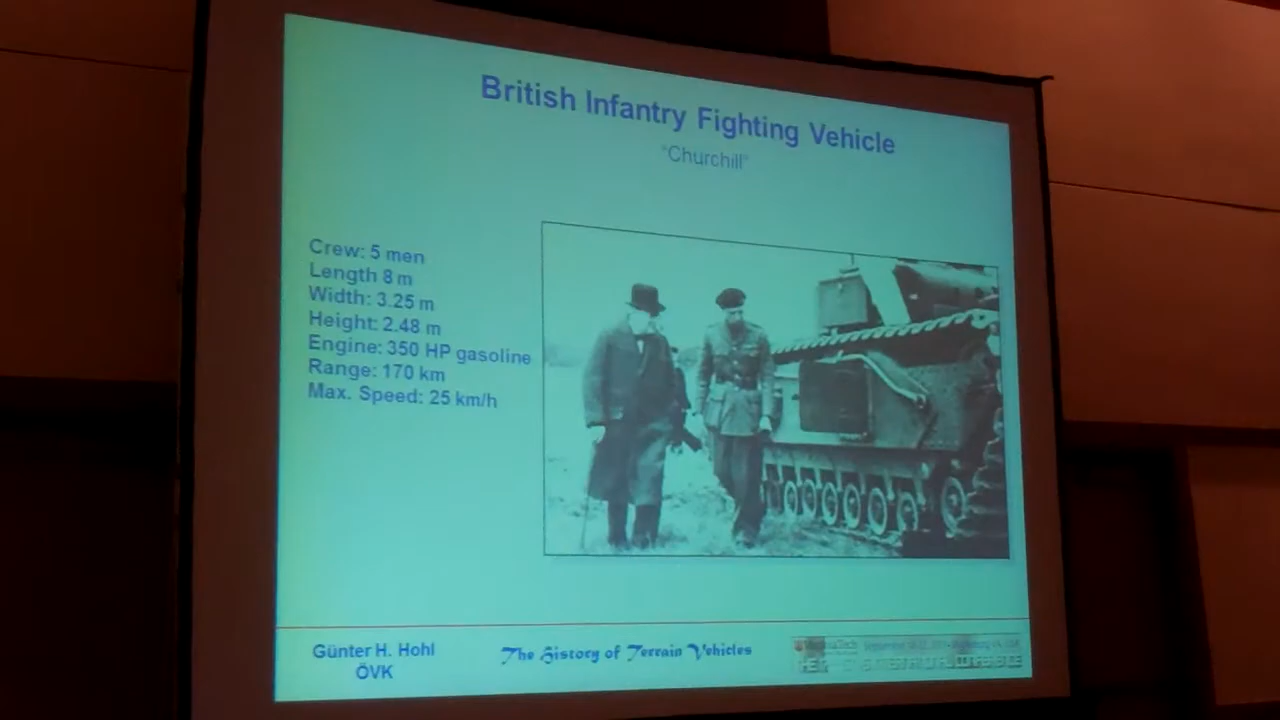 British Infantry Fighting Vehicle
"Churchill"
Crew: 5 men
Length 8 m
Width: 3.25 m
Height: 2.48 m
Engine: 350 HP gasoline
Range: 170 km
Max. Speed: 25 km/h
Günter H. Hohl
ÖVK
The History of Terrain Vehicles